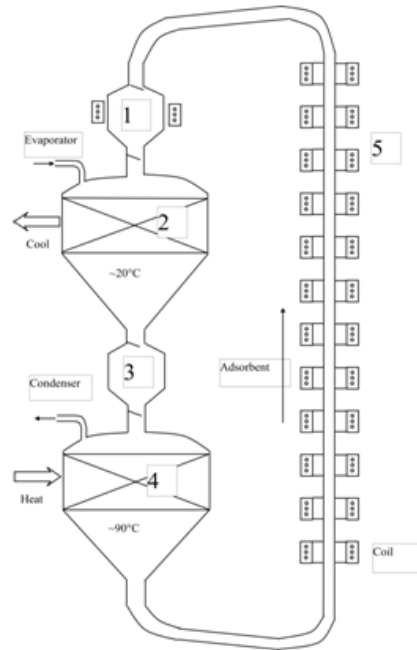 1
5
Evaporator
2
Cool
~20°C
3
Adsorbent
Condenser
4
Heat
~90°C
Coil